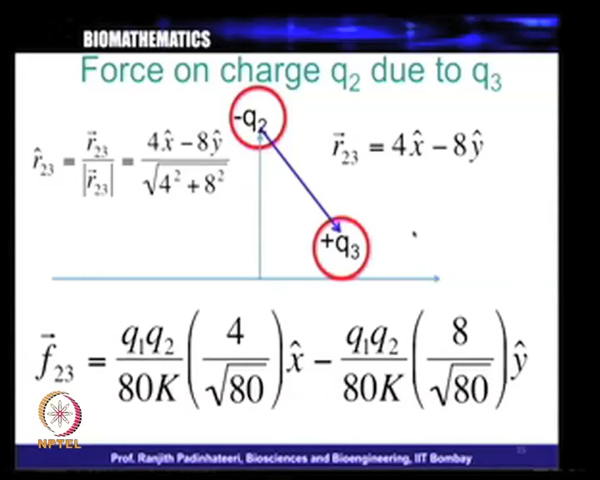 BIOMATHEMATICS
Force on charge q₂ due to q₃
-q₂
r̂₂₃ = r⃗₂₃ / |r⃗₂₃| = (4x̂ − 8ŷ) / √(4² + 8²)
r⃗₂₃ = 4x̂ − 8ŷ
+q₃
f⃗₂₃ = q₁q₂/80K (4/√80) x̂ − q₁q₂/80K (8/√80) ŷ
NPTEL
Prof. Ranjith Padinhateeri, Biosciences and Bioengineering, IIT Bombay
15